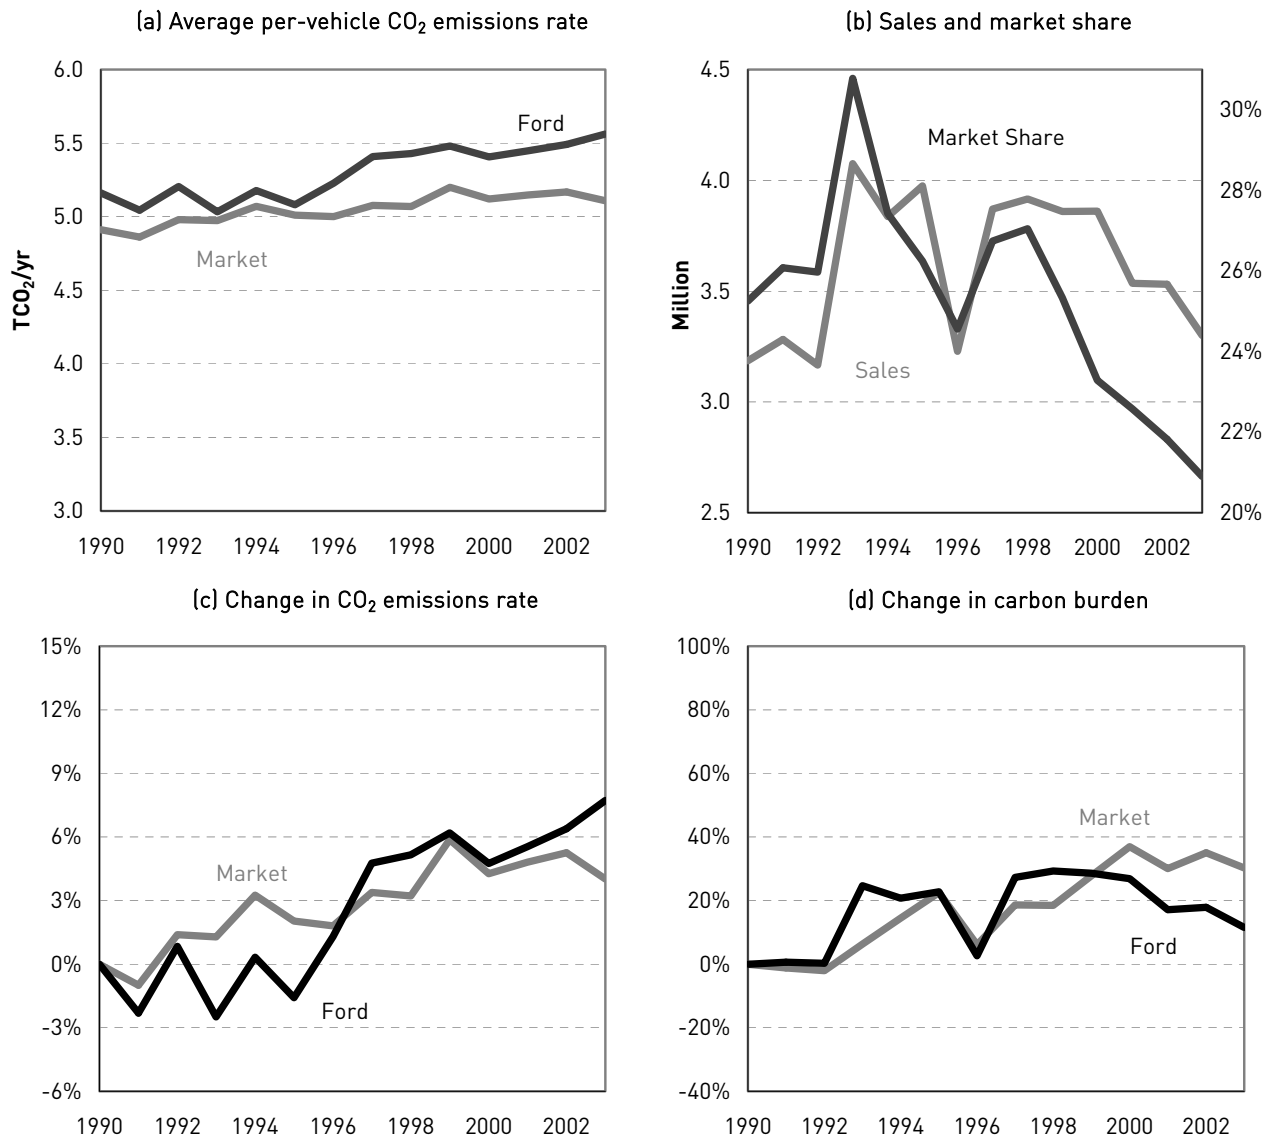 (a) Average per-vehicle CO₂ emissions rate
6.0
5.5
5.0
4.5
4.0
3.5
3.0
TCO₂/yr
Ford
Market
1990 1992 1994 1996 1998 2000 2002
(b) Sales and market share
4.5
4.0
3.5
3.0
2.5
Million
30%
28%
26%
24%
22%
20%
Market Share
Sales
1990 1992 1994 1996 1998 2000 2002
(c) Change in CO₂ emissions rate
15%
12%
9%
6%
3%
0%
-3%
-6%
Market
Ford
1990 1992 1994 1996 1998 2000 2002
(d) Change in carbon burden
100%
80%
60%
40%
20%
0%
-20%
-40%
Market
Ford
1990 1992 1994 1996 1998 2000 2002